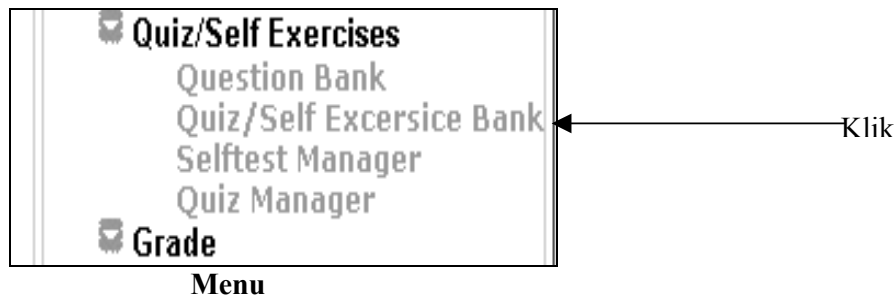 Quiz/Self Exercises
Question Bank
Quiz/Self Excersice Bank
Klik
Selftest Manager
Quiz Manager
Grade
Menu